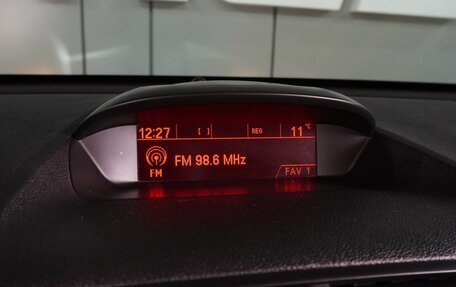 12:27 [ ] REG 11 °C
FM 98.6 MHz
FM FAV 1